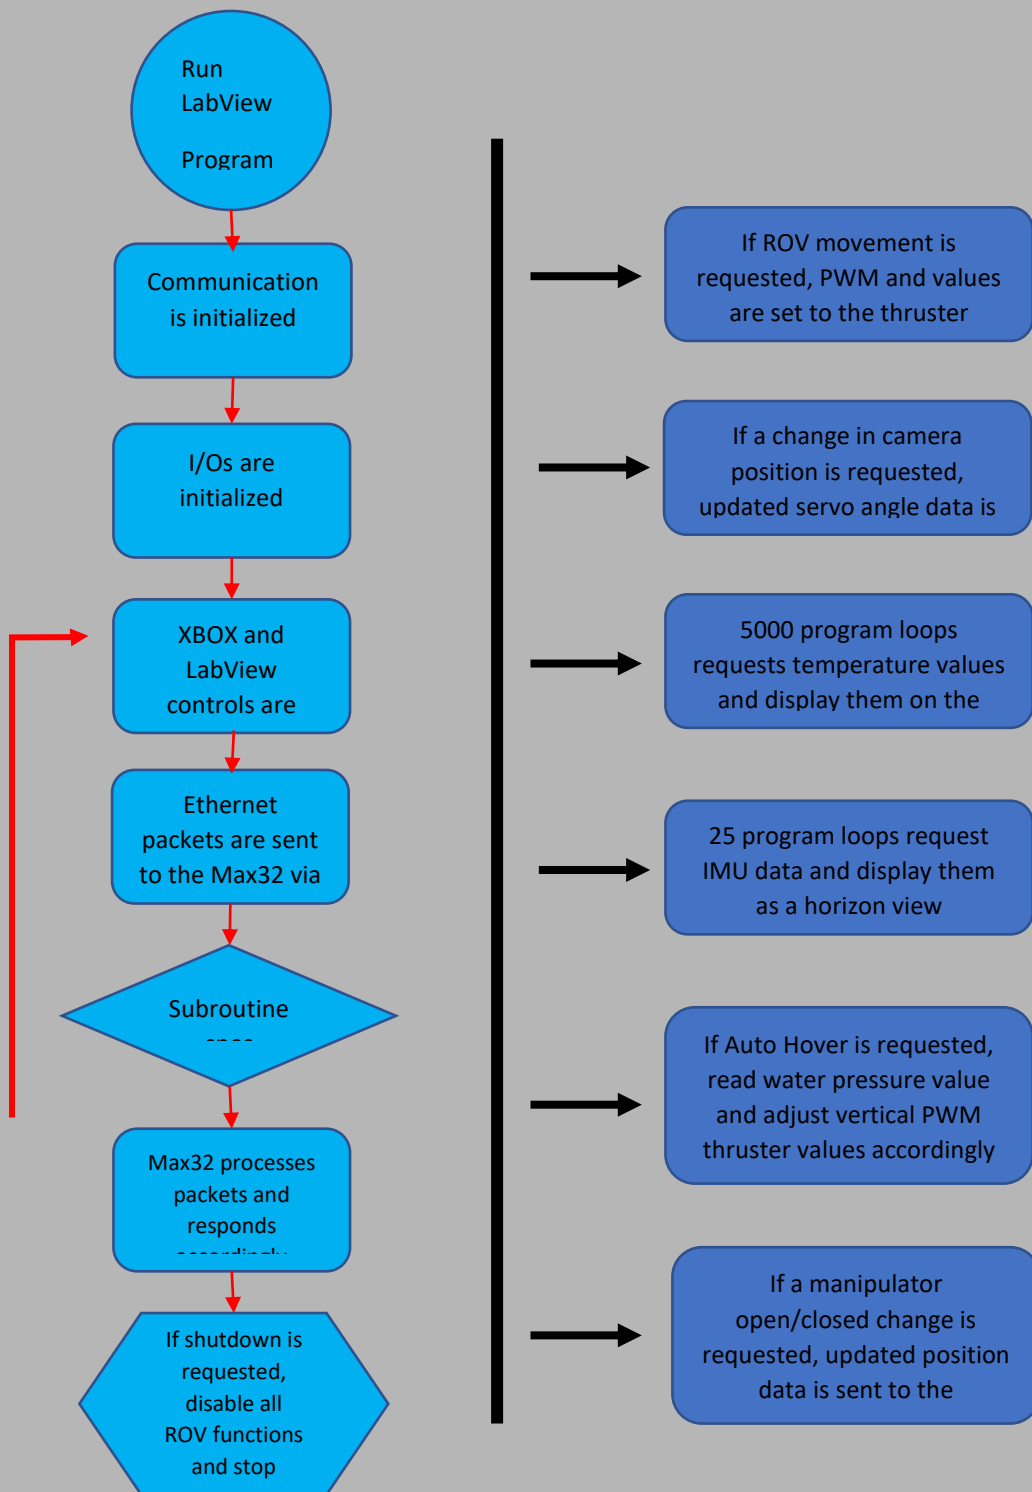 Run
LabView
Program
Communication
is initialized
I/Os are
initialized
XBOX and
LabView
controls are
Ethernet
packets are sent
to the Max32 via
Subroutine
Max32 processes
packets and
responds
accordingly
If shutdown is
requested,
disable all
ROV functions
and stop
If ROV movement is
requested, PWM and values
are set to the thruster
If a change in camera
position is requested,
updated servo angle data is
5000 program loops
requests temperature values
and display them on the
25 program loops request
IMU data and display them
as a horizon view
If Auto Hover is requested,
read water pressure value
and adjust vertical PWM
thruster values accordingly
If a manipulator
open/closed change is
requested, updated position
data is sent to the